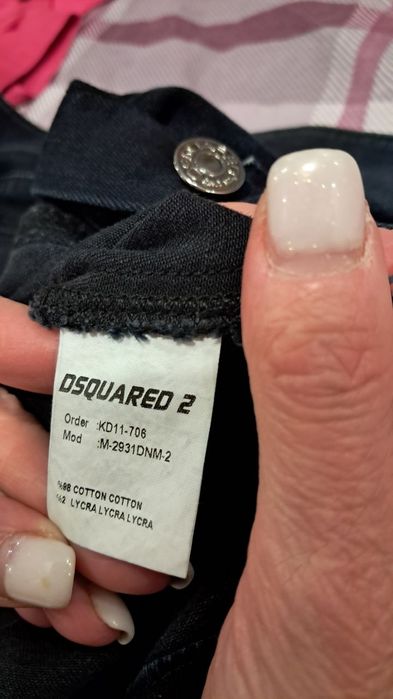 DSQUARED 2
Order :KD11-706
Mod :M-2931DNM-2
%98 COTTON COTTON
%2 LYCRA LYCRA LYCRA